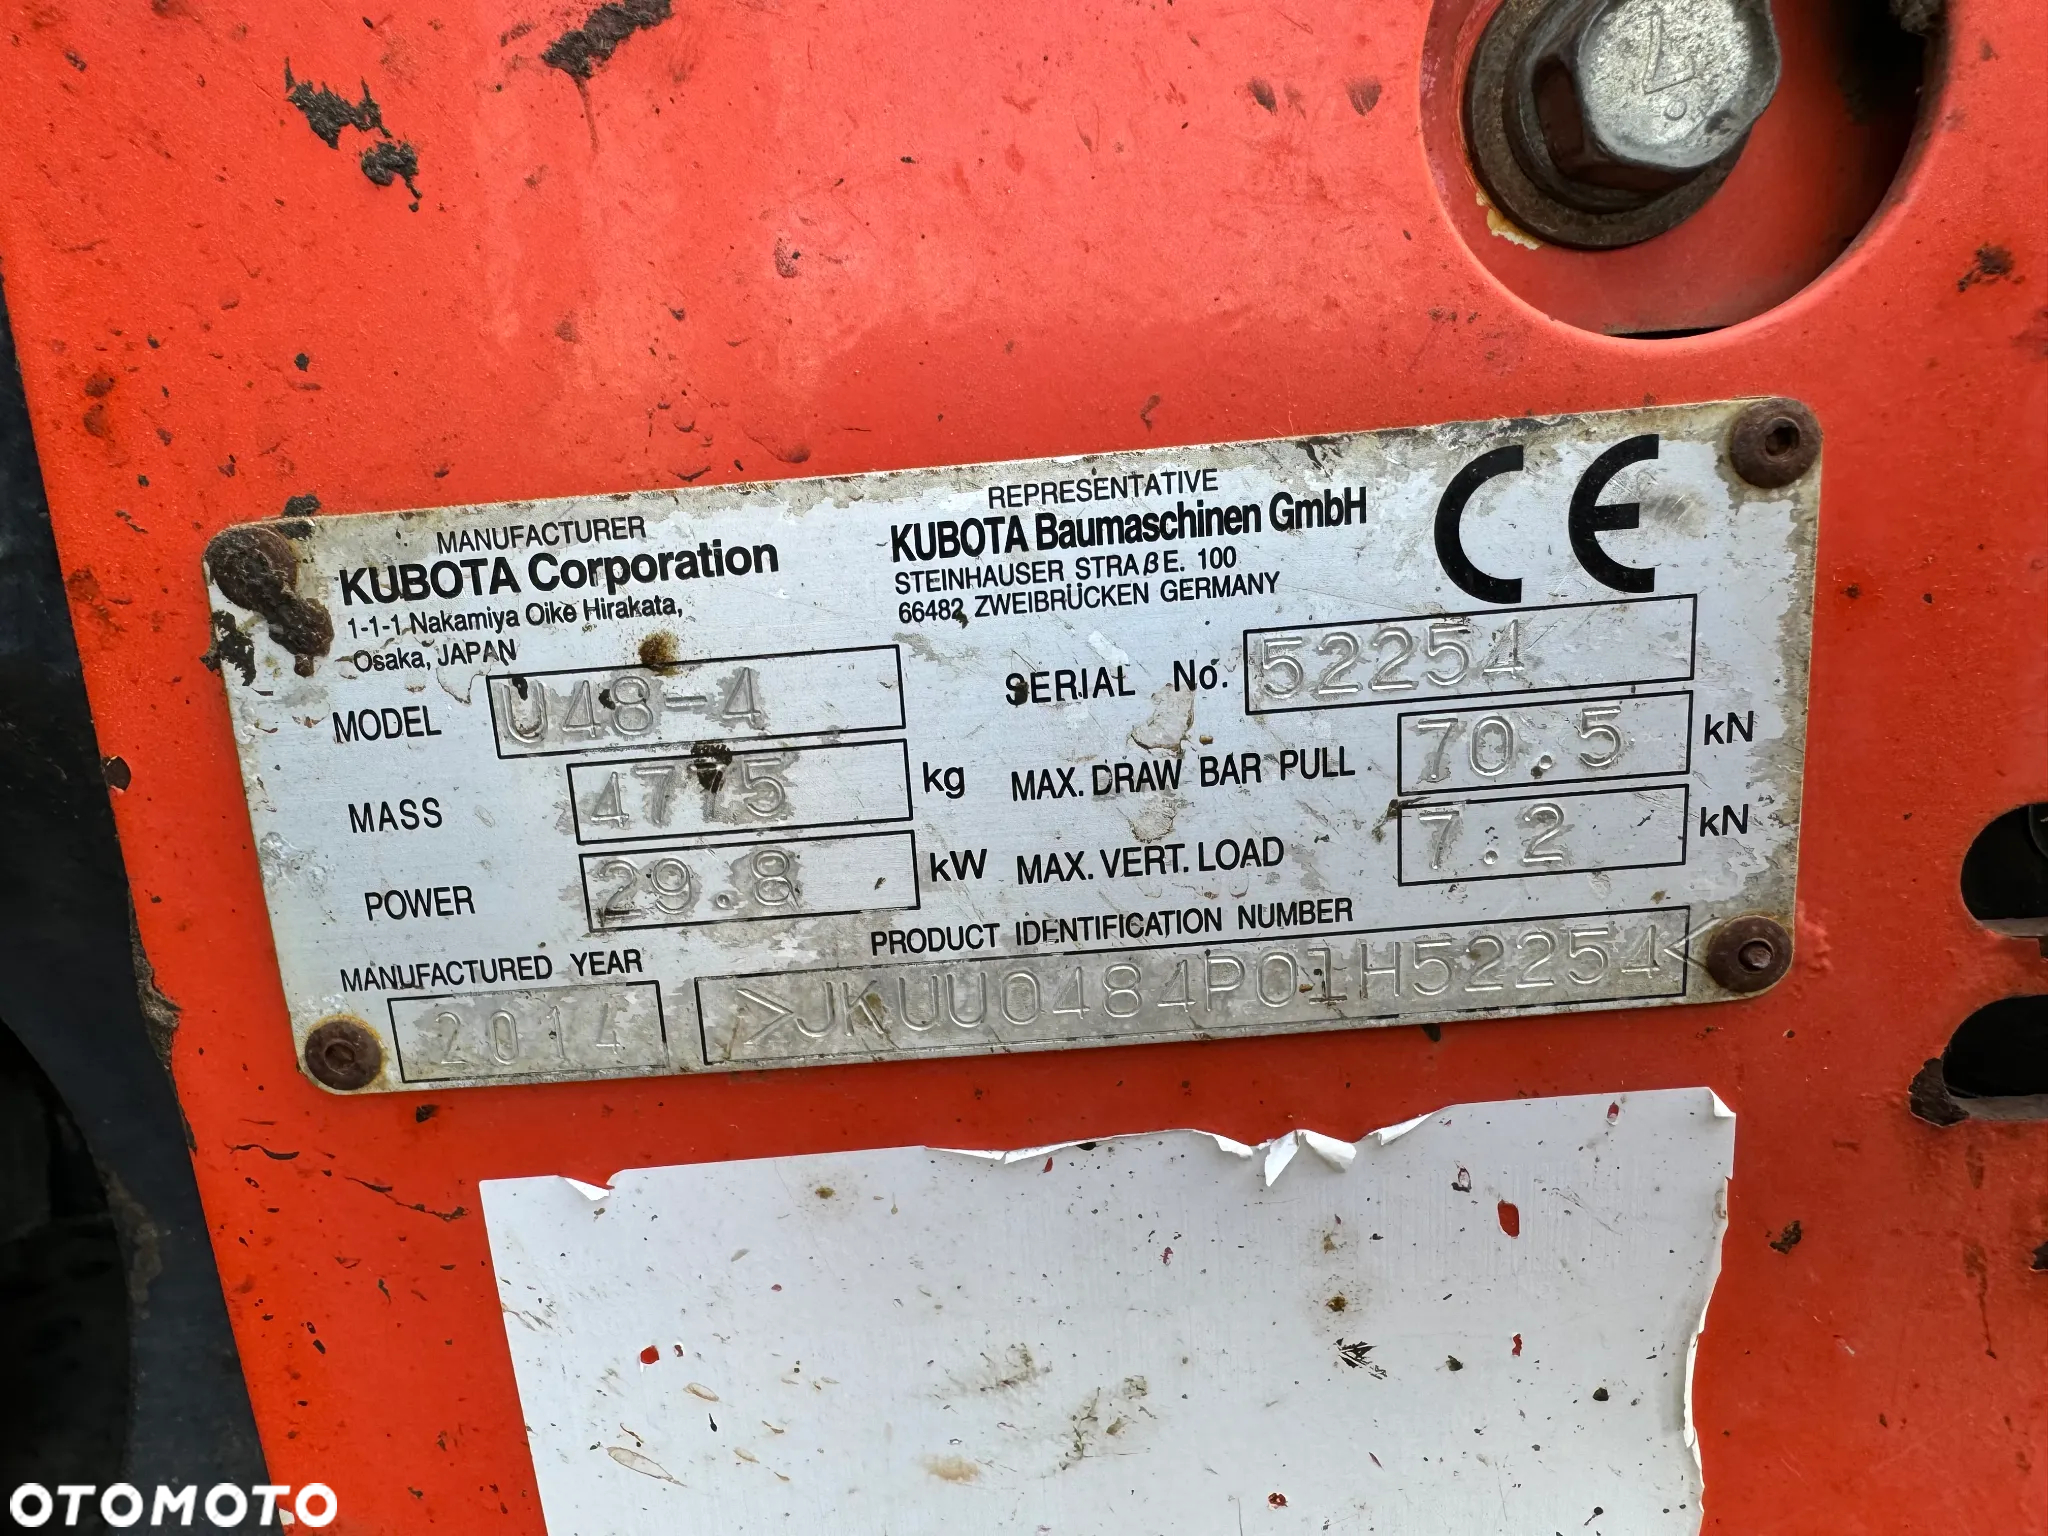 7.
MANUFACTURER
KUBOTA Corporation
1-1-1 Nakamiya Oike Hirakata,
Osaka, JAPAN
REPRESENTATIVE
KUBOTA Baumaschinen GmbH
STEINHAUSER STRAßE. 100
66482 ZWEIBRÜCKEN GERMANY
CE
MODEL U48-4
SERIAL No. 52254
MASS 4775 kg
MAX. DRAW BAR PULL 70.5 kN
POWER 29.8 kW
MAX. VERT. LOAD 7.2 kN
MANUFACTURED YEAR
2014
PRODUCT IDENTIFICATION NUMBER
>JKUU0484P01H52254<
OTOMOTO